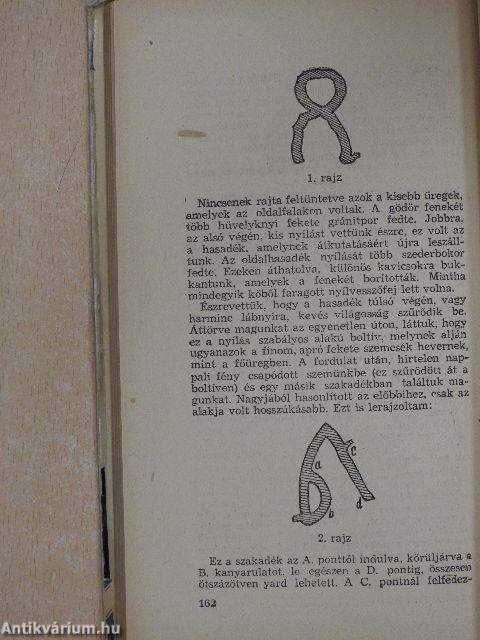 1. rajz
Nincsenek rajta feltüntetve azok a kisebb üregek,
amelyek az oldalfalakon voltak. A gödör fenekét
több hüvelyknyi fekete gránitpor fedte. Jobbra,
az alsó végén, kis nyílást vettünk észre, ez volt az
a hasadék, amelynek átkutatásáért újra leszáll-
tunk. Az oldalhasadék nyílását több szederbokor
fedte. Ezeken áthatolva, különös kavicsokra buk-
kantunk, amelyek a fenekét borították. Mintha
mindegyik kőből faragott nyílvesszőfej lett volna.
Észrevettük, hogy a hasadék túlsó végén, vagy
harminc lábnyira, kevés világosság szűrődik be.
Áttörve magunkat az egyenetlen úton, láttuk, hogy
ez a nyílás szabályos alakú boltív, melynek alján
ugyanazok a finom, apró fekete szemcsék hevernek,
mint a főüregben. A fordulat után, hirtelen nap-
pali fény csapódott szemünkbe (ez szűrődött át a
boltíven) és egy másik szakadékban találtuk ma-
gunkat. Nagyjából hasonlított az előbbihez, csak az
alakja volt hosszúkásabb. Ezt is lerajzoltam:
a
c
b
d
2. rajz
Ez a szakadék az A. ponttól indulva, körüljárva a
B. kanyarulatot, le egészen a D. pontig, összesen
ötszázötven yard lehetett. A C. pontnál felfedez-
162
Antikvárium.hu